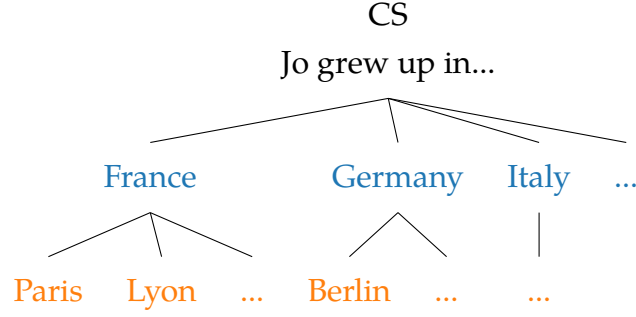 CS
Jo grew up in...
France Germany Italy ...
Paris Lyon ... Berlin ... ...